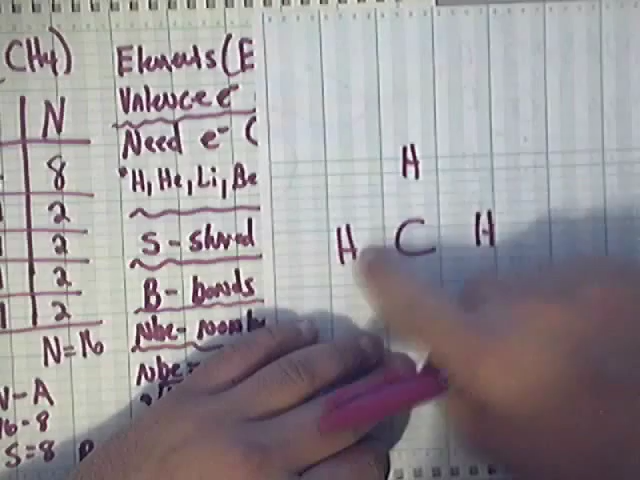 CH4)
N
8
2
2
2
2
N=16
N-A
16-8
S=8
Elements (E
Valence e-
Need e- (
*H, He, Li, Be
S - shared
B - bonds
Nbe-
Nbe=
H
H C H